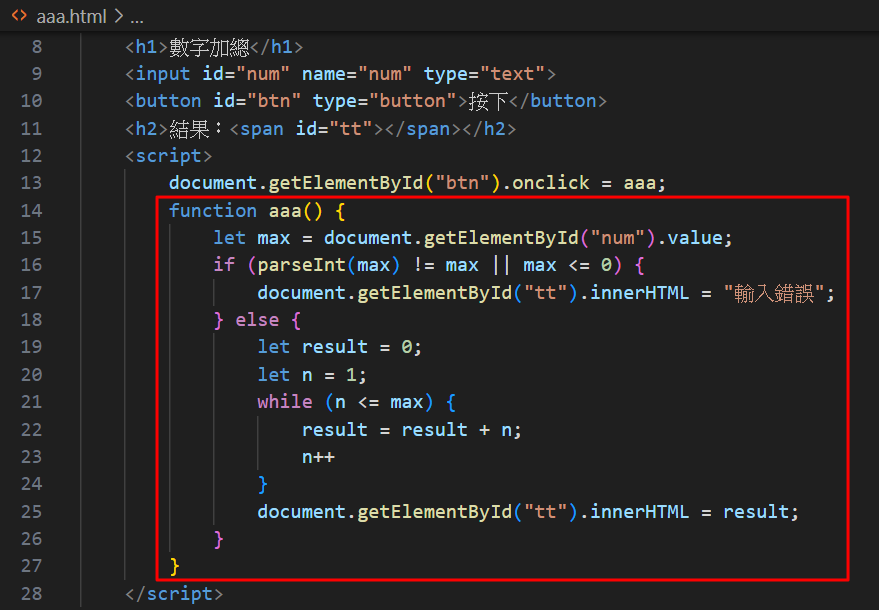 <> aaa.html > ...
8 <h1>數字加總</h1>
9 <input id="num" name="num" type="text">
10 <button id="btn" type="button">按下</button>
11 <h2>結果：<span id="tt"></span></h2>
12 <script>
13 document.getElementById("btn").onclick = aaa;
14 function aaa() {
15 let max = document.getElementById("num").value;
16 if (parseInt(max) != max || max <= 0) {
17 document.getElementById("tt").innerHTML = "輸入錯誤";
18 } else {
19 let result = 0;
20 let n = 1;
21 while (n <= max) {
22 result = result + n;
23 n++
24 }
25 document.getElementById("tt").innerHTML = result;
26 }
27 }
28 </script>